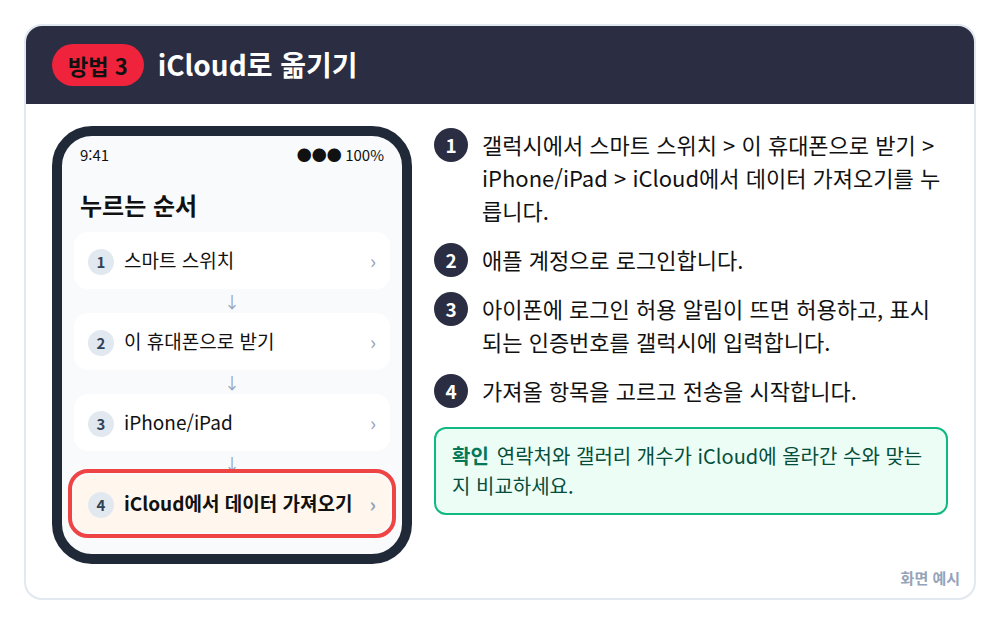 방법 3 iCloud로 옮기기
9:41 ●●● 100%
누르는 순서
1 스마트 스위치 ›
↓
2 이 휴대폰으로 받기 ›
↓
3 iPhone/iPad ›
↓
4 iCloud에서 데이터 가져오기 ›
1 갤럭시에서 스마트 스위치 > 이 휴대폰으로 받기 >
iPhone/iPad > iCloud에서 데이터 가져오기를 누
릅니다.
2 애플 계정으로 로그인합니다.
3 아이폰에 로그인 허용 알림이 뜨면 허용하고, 표시
되는 인증번호를 갤럭시에 입력합니다.
4 가져올 항목을 고르고 전송을 시작합니다.
확인 연락처와 갤러리 개수가 iCloud에 올라간 수와 맞는
지 비교하세요.
화면 예시